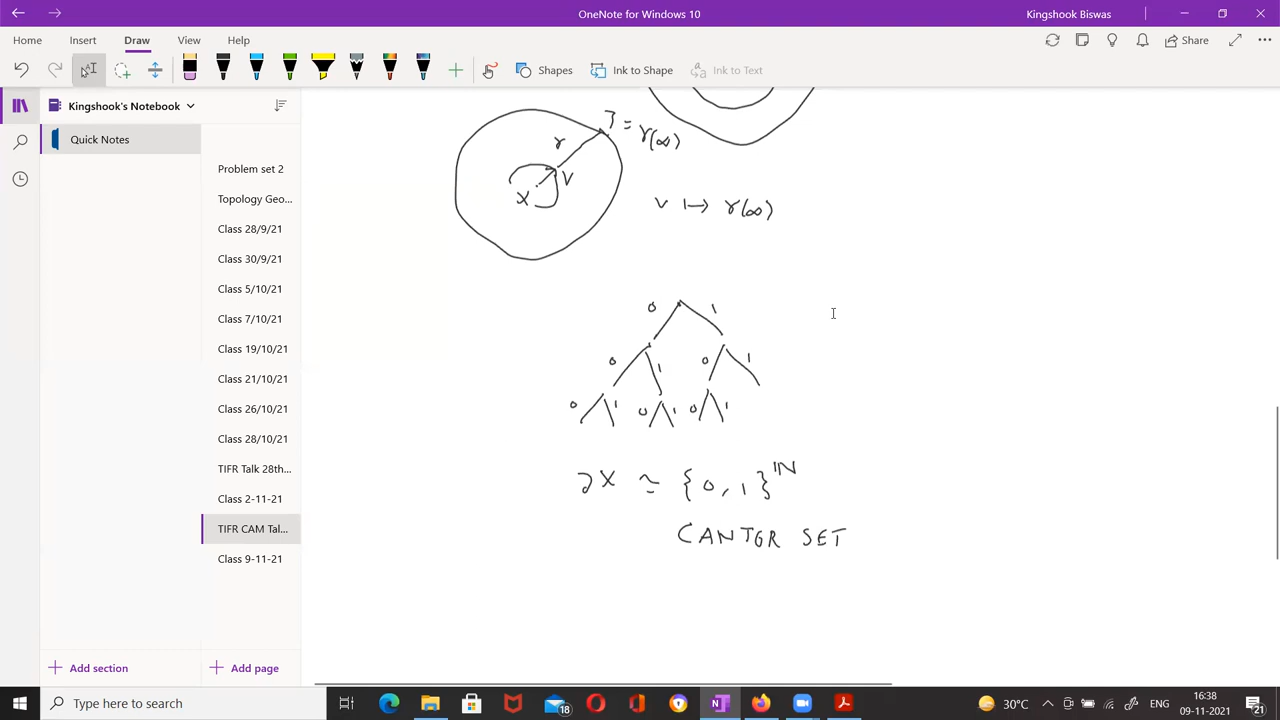 OneNote for Windows 10
Kingshook Biswas
Home Insert Draw View Help
Share
Shapes
Ink to Shape
Ink to Text
Kingshook's Notebook
Quick Notes
Problem set 2
Topology Geo...
Class 28/9/21
Class 30/9/21
Class 5/10/21
Class 7/10/21
Class 19/10/21
Class 21/10/21
Class 26/10/21
Class 28/10/21
TIFR Talk 28th...
Class 2-11-21
TIFR CAM Tal...
Class 9-11-21
Add section
Add page
γ
ξ = γ(∞)
v
x
v ↦ γ(∞)
0 1
0 1 0 1
0 1 0 1 0 1
∂X ≃ {0,1}^ℕ
CANTOR SET
Type here to search
18
30°C
16:38
09-11-2021
21